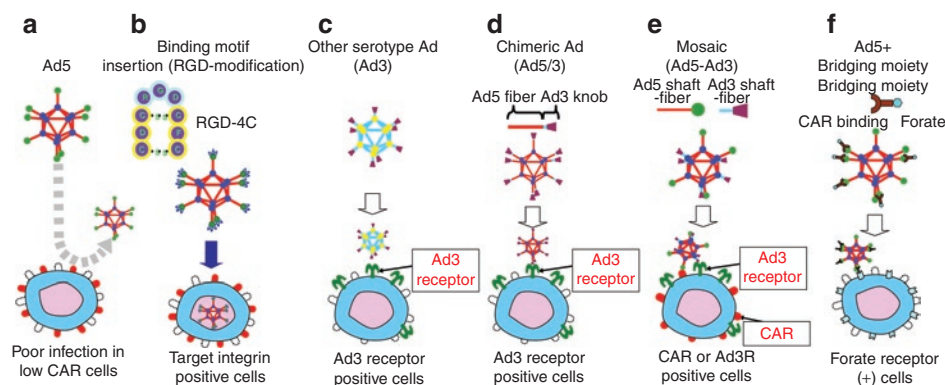 a
Ad5
Poor infection in
low CAR cells
b
Binding motif
insertion (RGD-modification)
RGD-4C
Target integrin
positive cells
c
Other serotype Ad
(Ad3)
Ad3
receptor
Ad3 receptor
positive cells
d
Chimeric Ad
(Ad5/3)
Ad5 fiber Ad3 knob
Ad3
receptor
Ad3 receptor
positive cells
e
Mosaic
(Ad5-Ad3)
Ad5 shaft Ad3 shaft
-fiber -fiber
Ad3
receptor
CAR
CAR or Ad3R
positive cells
f
Ad5+
Bridging moiety
Bridging moiety
CAR binding Forate
Forate receptor
(+) cells